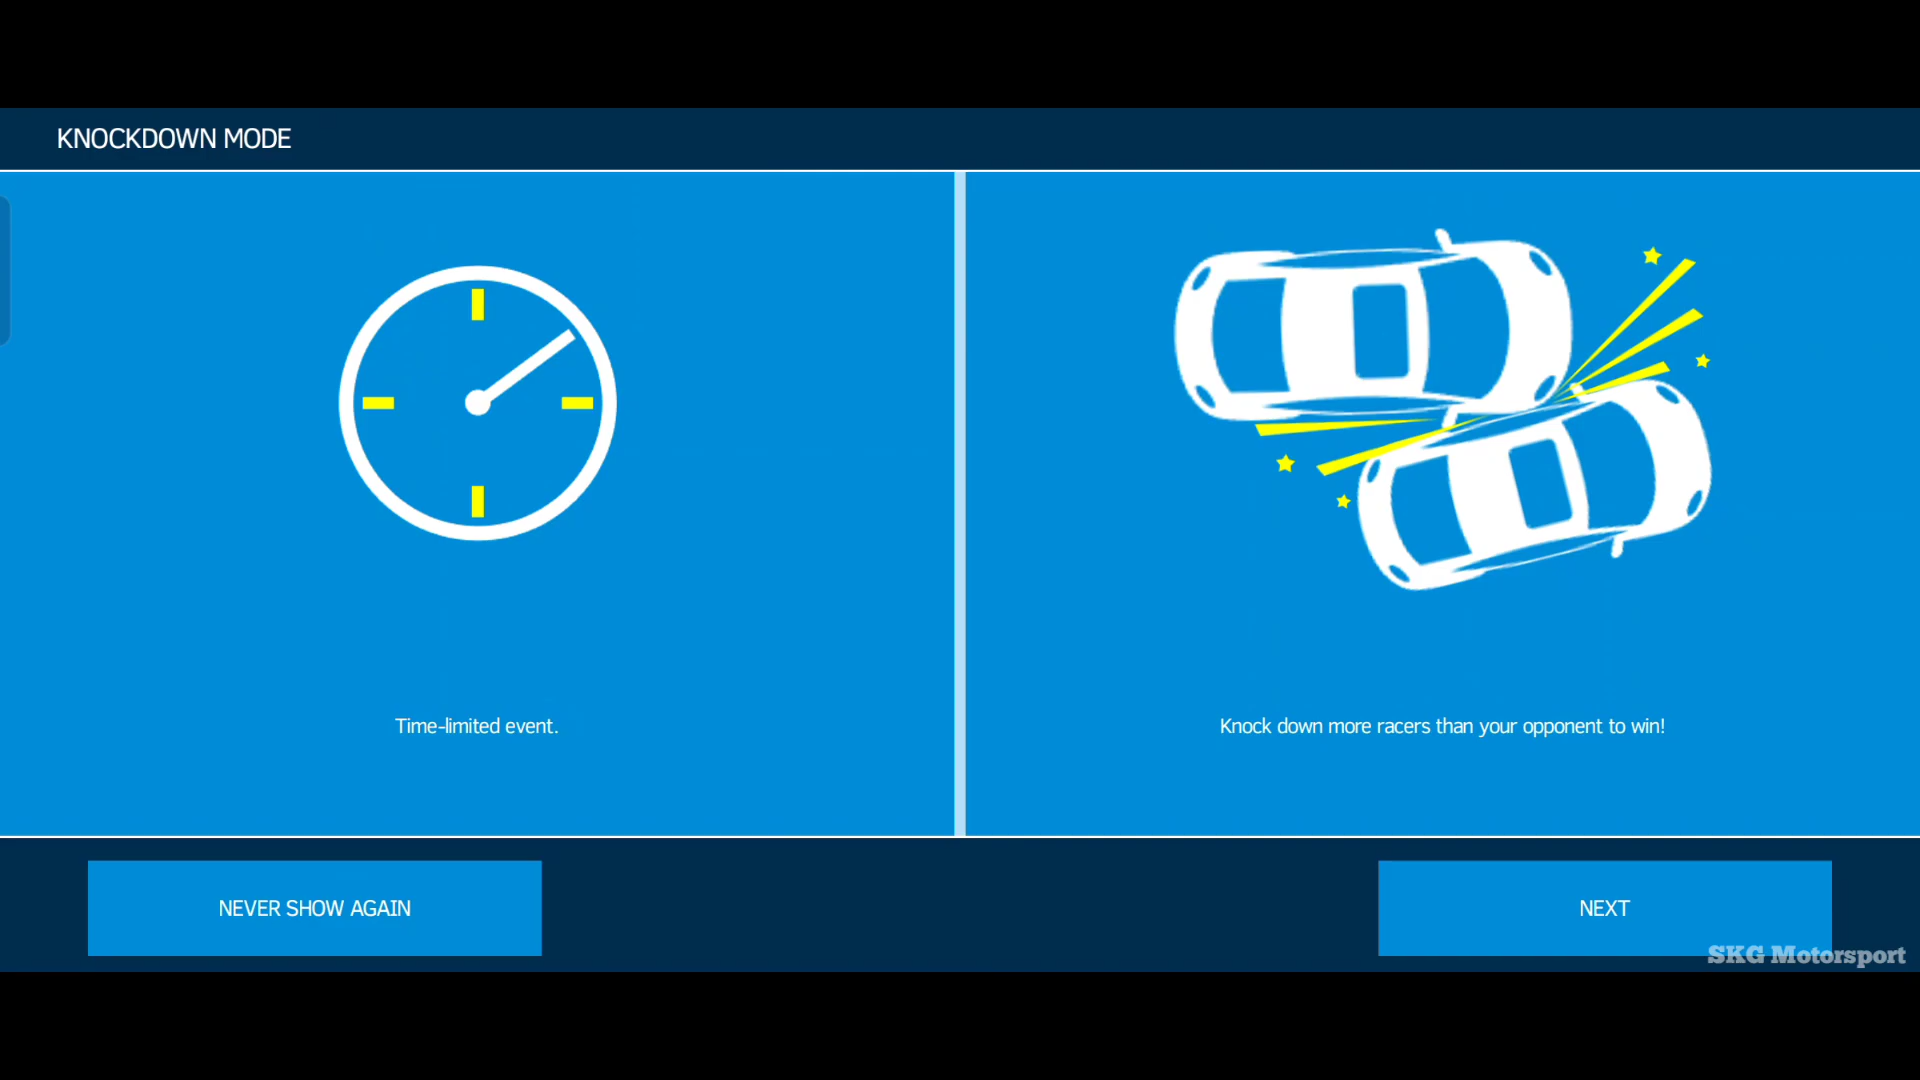 KNOCKDOWN MODE
Time-limited event.
Knock down more racers than your opponent to win!
NEVER SHOW AGAIN
NEXT
SKG Motorsport